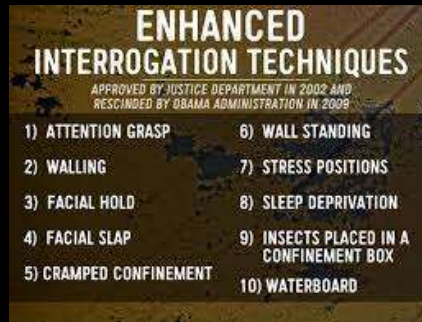 ENHANCED
INTERROGATION TECHNIQUES
APPROVED BY JUSTICE DEPARTMENT IN 2002 AND
RESCINDED BY OBAMA ADMINISTRATION IN 2009
1) ATTENTION GRASP
2) WALLING
3) FACIAL HOLD
4) FACIAL SLAP
5) CRAMPED CONFINEMENT
6) WALL STANDING
7) STRESS POSITIONS
8) SLEEP DEPRIVATION
9) INSECTS PLACED IN A
CONFINEMENT BOX
10) WATERBOARD